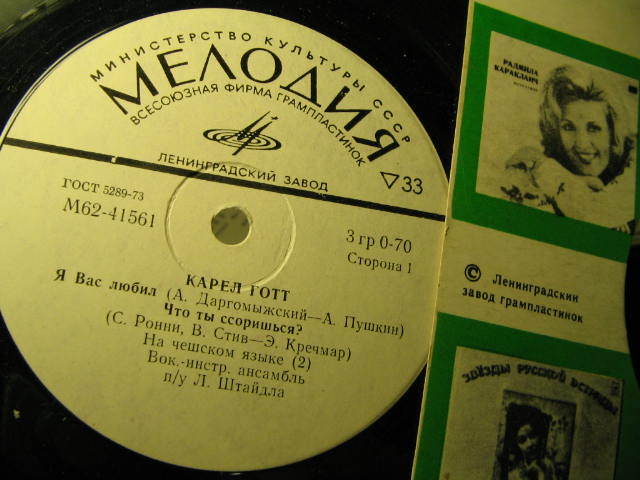 МИНИСТЕРСТВО КУЛЬТУРЫ СССР
МЕЛОДИЯ
ВСЕСОЮЗНАЯ ФИРМА ГРАМПЛАСТИНОК
ЛЕНИНГРАДСКИЙ ЗАВОД
33
ГОСТ 5289-73
М62-41561
3 гр 0-70
Сторона 1
КАРЕЛ ГОТТ
Я Вас любил (А. Даргомыжский—А. Пушкин)
Что ты ссоришься?
(С. Ронни, В. Стив—Э. Кречмар)
На чешском языке (2)
Вок.-инстр. ансамбль
п/у Л. Штайдла
РАДМИЛА
КАРАКЛАИЧ
© Ленинградский
завод грампластинок
ЗВЁЗДЫ РУССКОЙ ЭСТРАДЫ